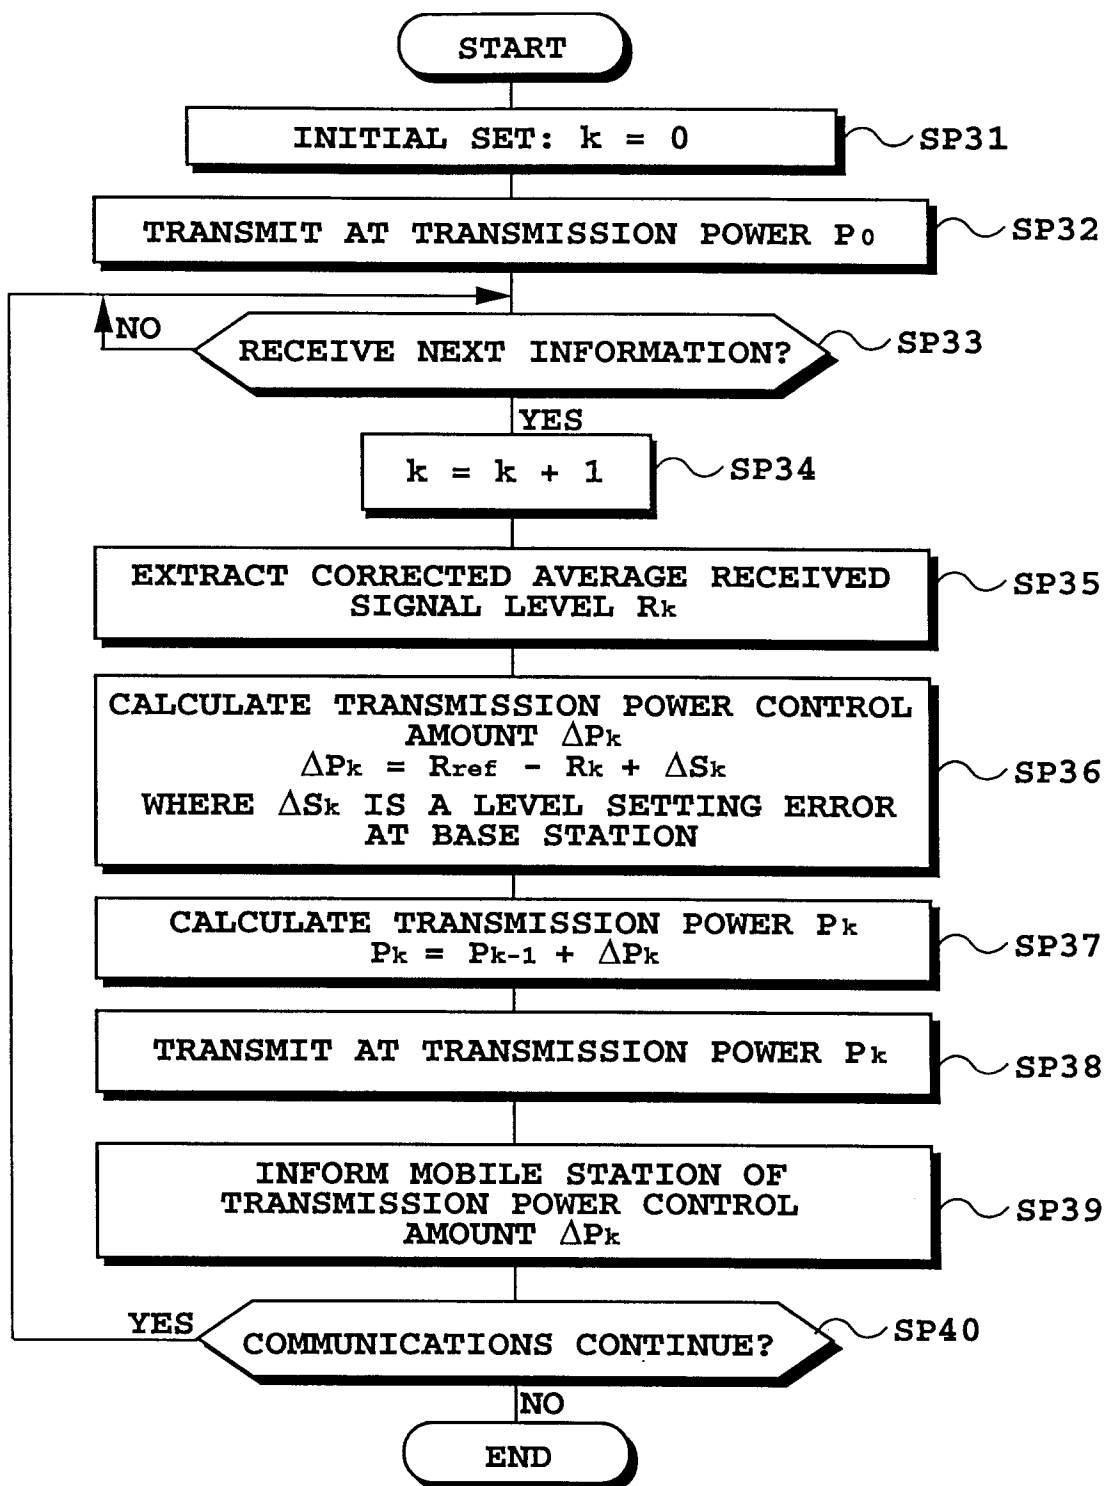 START
INITIAL SET: k = 0
SP31
TRANSMIT AT TRANSMISSION POWER P0
SP32
NO
RECEIVE NEXT INFORMATION?
SP33
YES
k = k + 1
SP34
EXTRACT CORRECTED AVERAGE RECEIVED
SIGNAL LEVEL Rk
SP35
CALCULATE TRANSMISSION POWER CONTROL
AMOUNT ΔPk
ΔPk = Rref - Rk + ΔSk
WHERE ΔSk IS A LEVEL SETTING ERROR
AT BASE STATION
SP36
CALCULATE TRANSMISSION POWER Pk
Pk = Pk-1 + ΔPk
SP37
TRANSMIT AT TRANSMISSION POWER Pk
SP38
INFORM MOBILE STATION OF
TRANSMISSION POWER CONTROL
AMOUNT ΔPk
SP39
YES
COMMUNICATIONS CONTINUE?
SP40
NO
END